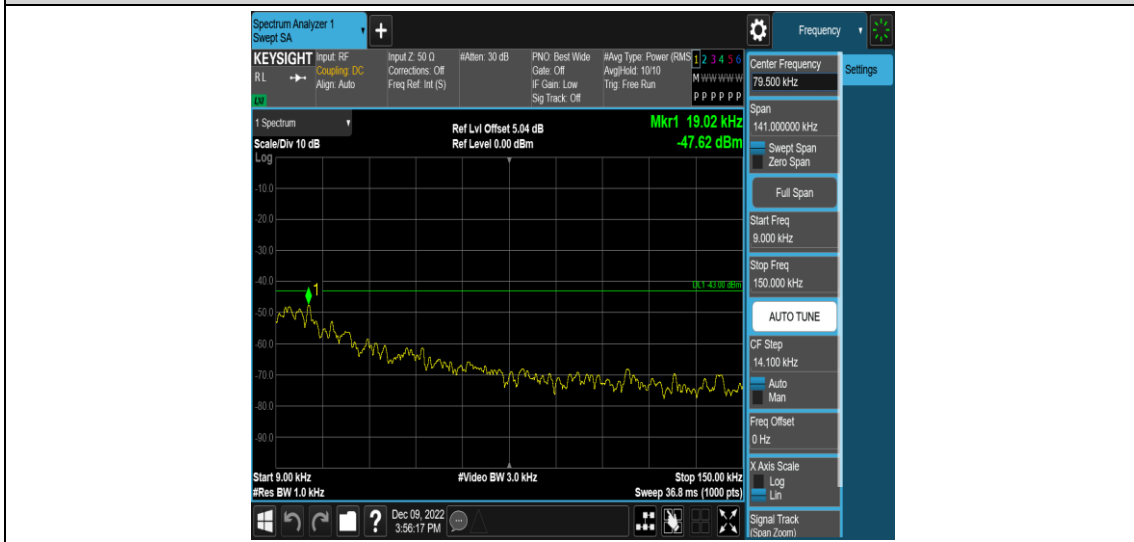 Spectrum Analyzer 1
Swept SA
+
Frequency
KEYSIGHT
RL
LXI
Input: RF
Coupling: DC
Align: Auto
Input Z: 50 Ω
Corrections: Off
Freq Ref: Int (S)
#Atten: 30 dB
PNO: Best Wide
Gate: Off
IF Gain: Low
Sig Track: Off
#Avg Type: Power (RMS
Avg|Hold: 10/10
Trig: Free Run
1 2 3 4 5 6
M W W W W W
P P P P P P
1 Spectrum
Scale/Div 10 dB
Log
Ref Lvl Offset 5.04 dB
Ref Level 0.00 dBm
Mkr1 19.02 kHz
-47.62 dBm
-10.0
-20.0
-30.0
-40.0
-50.0
-60.0
-70.0
-80.0
-90.0
1
DL1 -43.00 dBm
Start 9.00 kHz
#Res BW 1.0 kHz
#Video BW 3.0 kHz
Stop 150.00 kHz
Sweep 36.8 ms (1000 pts)
Center Frequency
79.500 kHz
Settings
Span
141.000000 kHz
Swept Span
Zero Span
Full Span
Start Freq
9.000 kHz
Stop Freq
150.000 kHz
AUTO TUNE
CF Step
14.100 kHz
Auto
Man
Freq Offset
0 Hz
X Axis Scale
Log
Lin
Signal Track
(Span Zoom)
?
Dec 09, 2022
3:56:17 PM